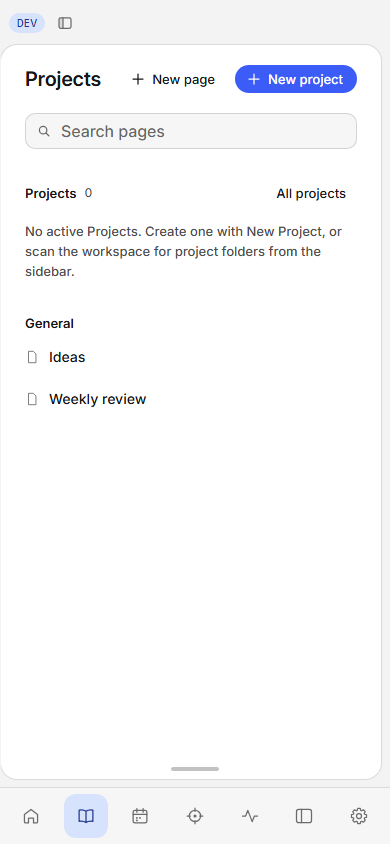 DEV
Projects
New page
New project
Search pages
Projects 0
All projects
No active Projects. Create one with New Project, or
scan the workspace for project folders from the
sidebar.
General
Ideas
Weekly review